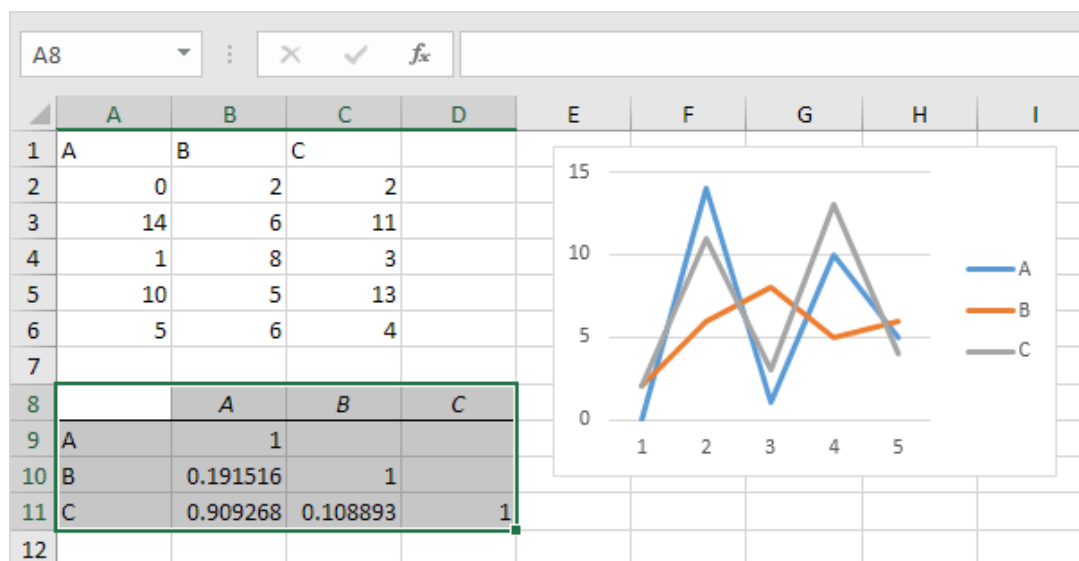 A8 fx
A B C D E F G H I
1 A B C
2 0 2 2
3 14 6 11
4 1 8 3
5 10 5 13
6 5 6 4
7
8 A B C
9 A 1
10 B 0.191516 1
11 C 0.909268 0.108893 1
12
15
10
5
0
1 2 3 4 5
A
B
C